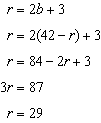 r = 2b + 3
r = 2(42 − r) + 3
r = 84 − 2r + 3
3r = 87
r = 29